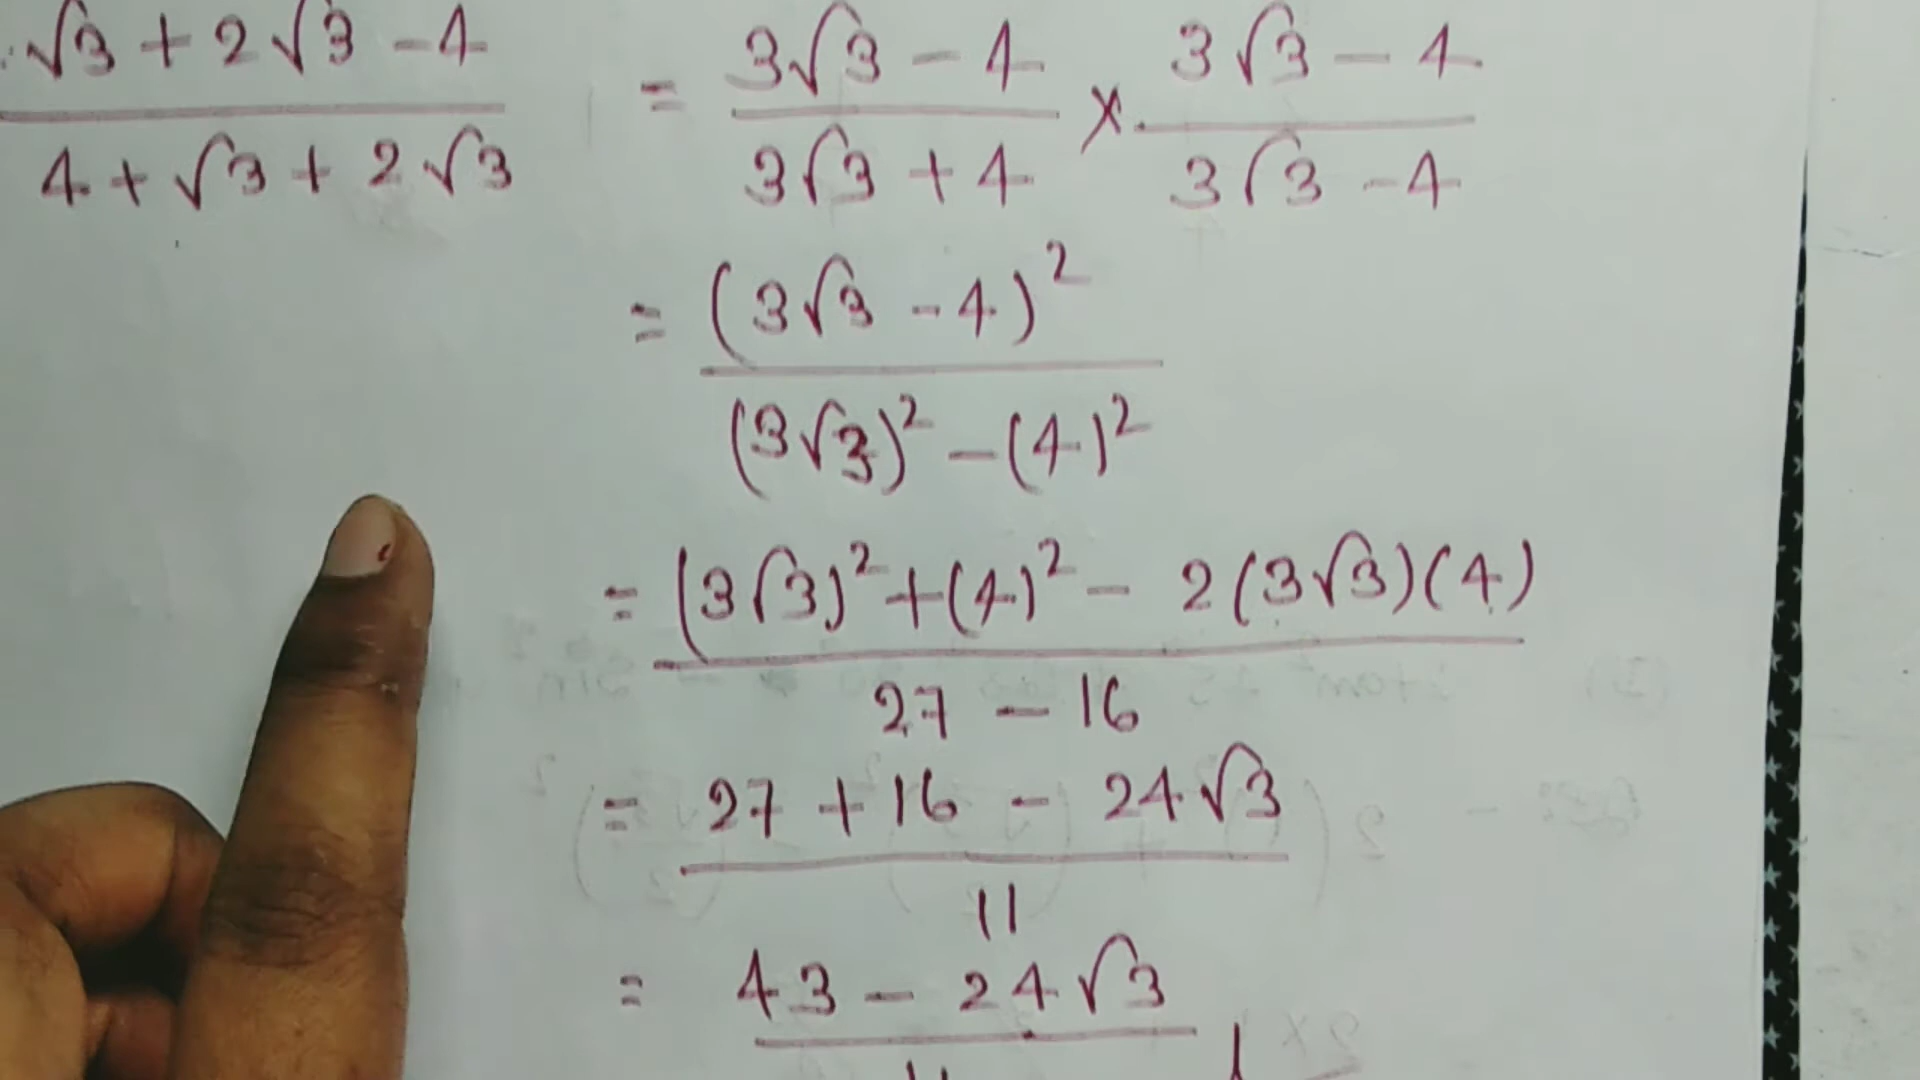 √3 + 2√3 - 4 / 4 + √3 + 2√3
= 3√3 - 4 / 3√3 + 4 × 3√3 - 4 / 3√3 - 4
= (3√3 - 4)² / (3√3)² - (4)²
= (3√3)² + (4)² - 2(3√3)(4) / 27 - 16
= 27 + 16 - 24√3 / 11
= 43 - 24√3